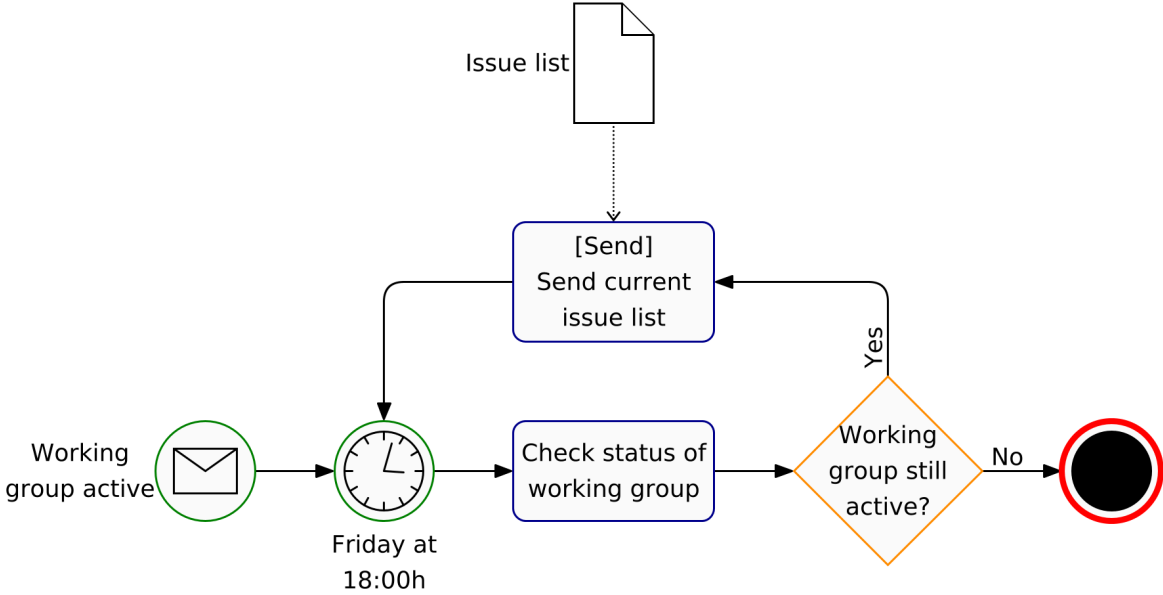 Issue list
[Send]
Send current
issue list
Yes
Working
group active
Friday at
18:00h
Check status of
working group
Working
group still
active?
No